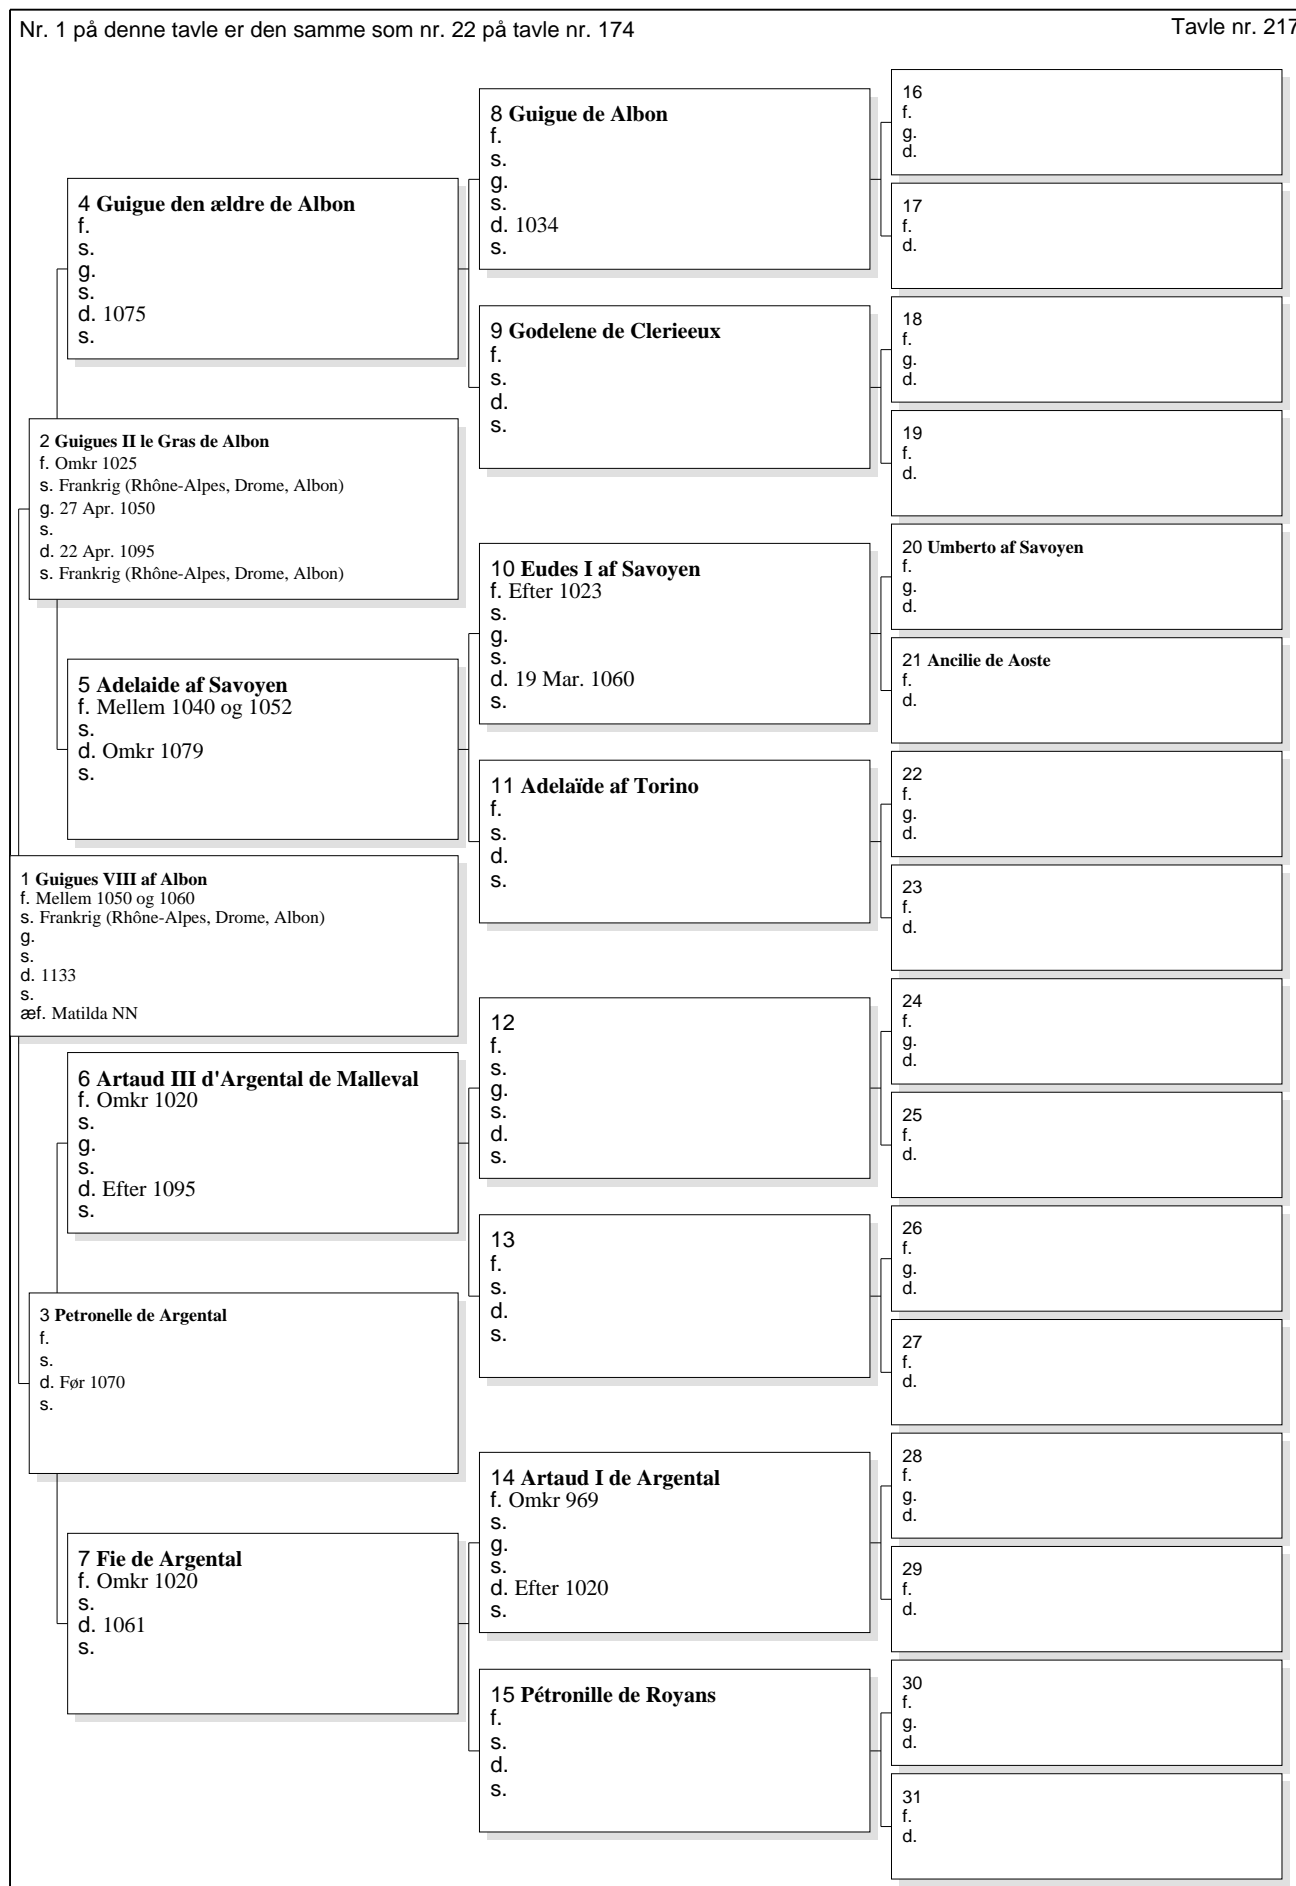 Nr. 1 på denne tavle er den samme som nr. 22 på tavle nr. 174
Tavle nr. 217
1 Guigues VIII af Albon
f. Mellem 1050 og 1060
s. Frankrig (Rhône-Alpes, Drome, Albon)
g.
s.
d. 1133
s.
æf. Matilda NN
2 Guigues II le Gras de Albon
f. Omkr 1025
s. Frankrig (Rhône-Alpes, Drome, Albon)
g. 27 Apr. 1050
s.
d. 22 Apr. 1095
s. Frankrig (Rhône-Alpes, Drome, Albon)
3 Petronelle de Argental
f.
s.
d. Før 1070
s.
4 Guigue den ældre de Albon
f.
s.
g.
s.
d. 1075
s.
5 Adelaide af Savoyen
f. Mellem 1040 og 1052
s.
d. Omkr 1079
s.
6 Artaud III d'Argental de Malleval
f. Omkr 1020
s.
g.
s.
d. Efter 1095
s.
7 Fie de Argental
f. Omkr 1020
s.
d. 1061
s.
8 Guigue de Albon
f.
s.
g.
s.
d. 1034
s.
9 Godelene de Clerieeux
f.
s.
d.
s.
10 Eudes I af Savoyen
f. Efter 1023
s.
g.
s.
d. 19 Mar. 1060
s.
11 Adelaïde af Torino
f.
s.
d.
s.
12
f.
s.
g.
s.
d.
s.
13
f.
s.
d.
s.
14 Artaud I de Argental
f. Omkr 969
s.
g.
s.
d. Efter 1020
s.
15 Pétronille de Royans
f.
s.
d.
s.
16
f.
g.
d.
17
f.
d.
18
f.
g.
d.
19
f.
d.
20 Umberto af Savoyen
f.
g.
d.
21 Ancilie de Aoste
f.
d.
22
f.
g.
d.
23
f.
d.
24
f.
g.
d.
25
f.
d.
26
f.
g.
d.
27
f.
d.
28
f.
g.
d.
29
f.
d.
30
f.
g.
d.
31
f.
d.